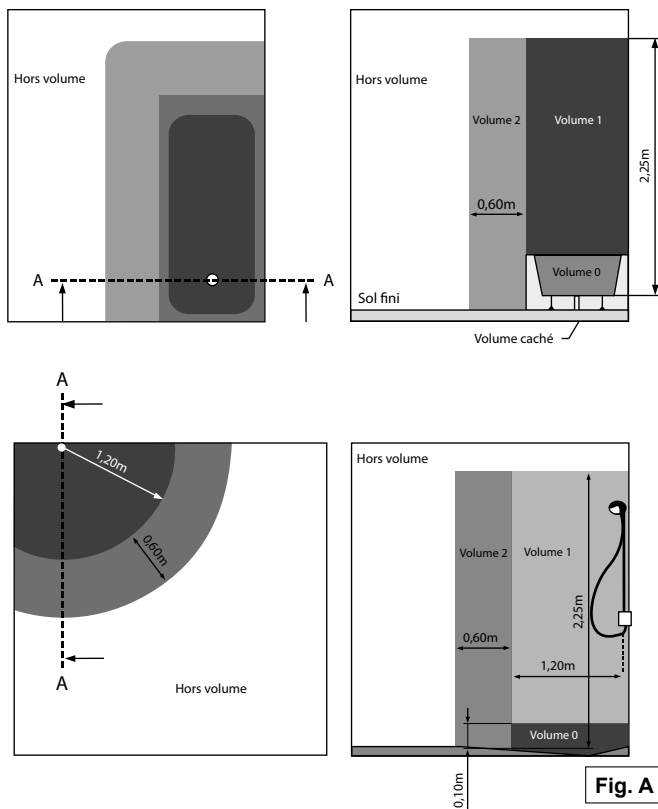 Hors volume
A
A
Hors volume
Volume 2
Volume 1
2,25m
0,60m
Volume 0
Sol fini
Volume caché
A
1,20m
0,60m
A
Hors volume
Hors volume
Volume 2
Volume 1
2,25m
0,60m
1,20m
Volume 0
0,10m
Fig. A